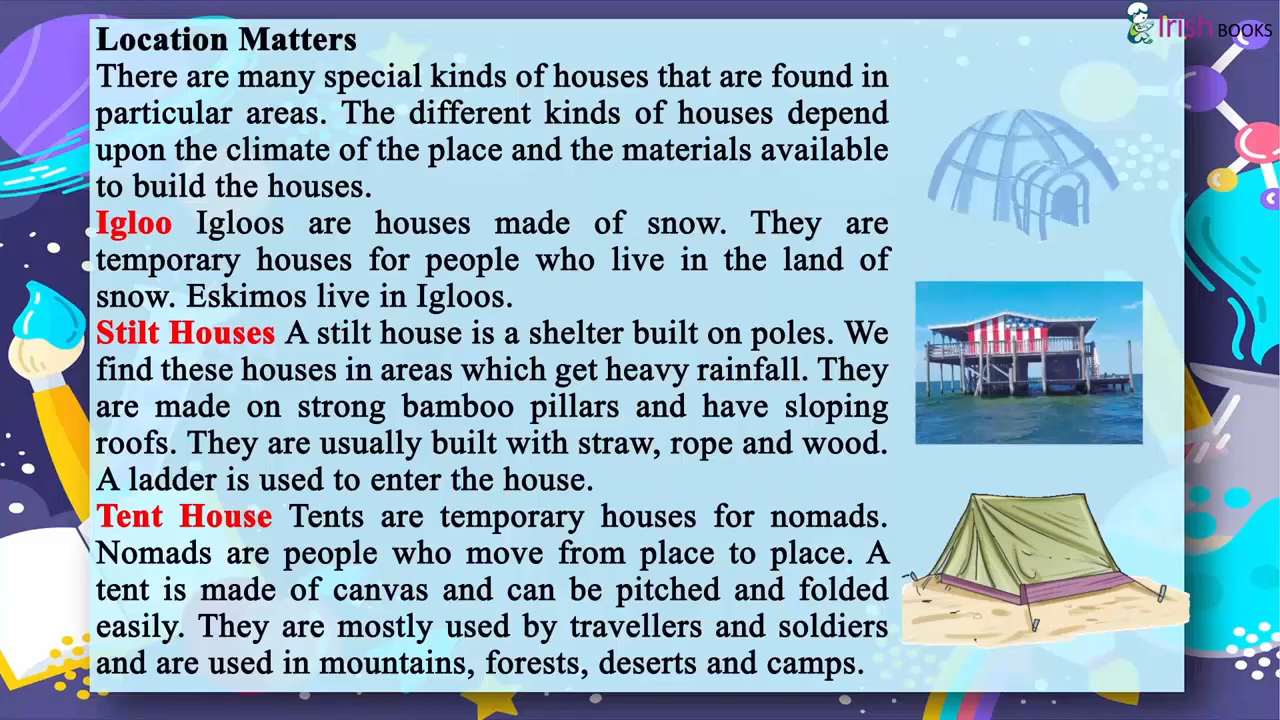 Irish BOOKS
Location Matters
There are many special kinds of houses that are found in
particular areas. The different kinds of houses depend
upon the climate of the place and the materials available
to build the houses.
Igloo Igloos are houses made of snow. They are
temporary houses for people who live in the land of
snow. Eskimos live in Igloos.
Stilt Houses A stilt house is a shelter built on poles. We
find these houses in areas which get heavy rainfall. They
are made on strong bamboo pillars and have sloping
roofs. They are usually built with straw, rope and wood.
A ladder is used to enter the house.
Tent House Tents are temporary houses for nomads.
Nomads are people who move from place to place. A
tent is made of canvas and can be pitched and folded
easily. They are mostly used by travellers and soldiers
and are used in mountains, forests, deserts and camps.